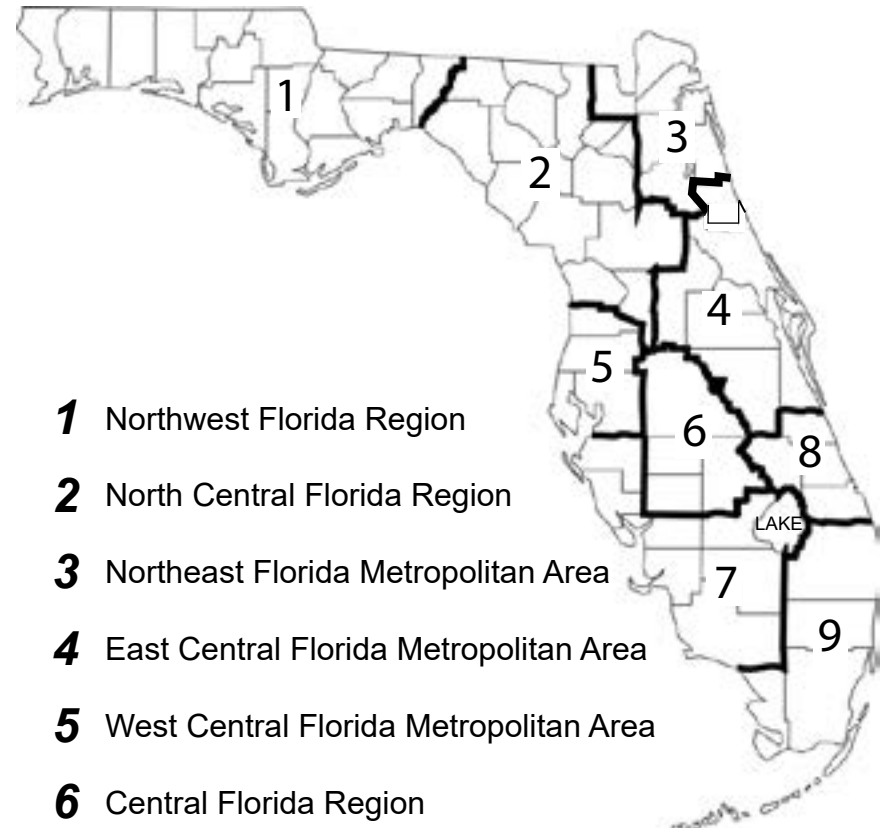 1
2
3
4
5
6
7
8
9
LAKE
1 Northwest Florida Region
2 North Central Florida Region
3 Northeast Florida Metropolitan Area
4 East Central Florida Metropolitan Area
5 West Central Florida Metropolitan Area
6 Central Florida Region